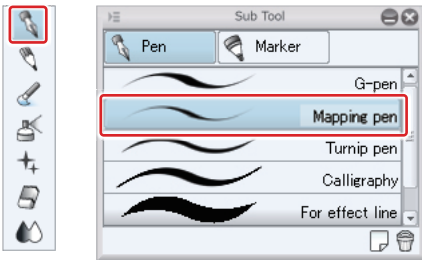 Sub Tool
Pen
Marker
G-pen
Mapping pen
Turnip pen
Calligraphy
For effect line